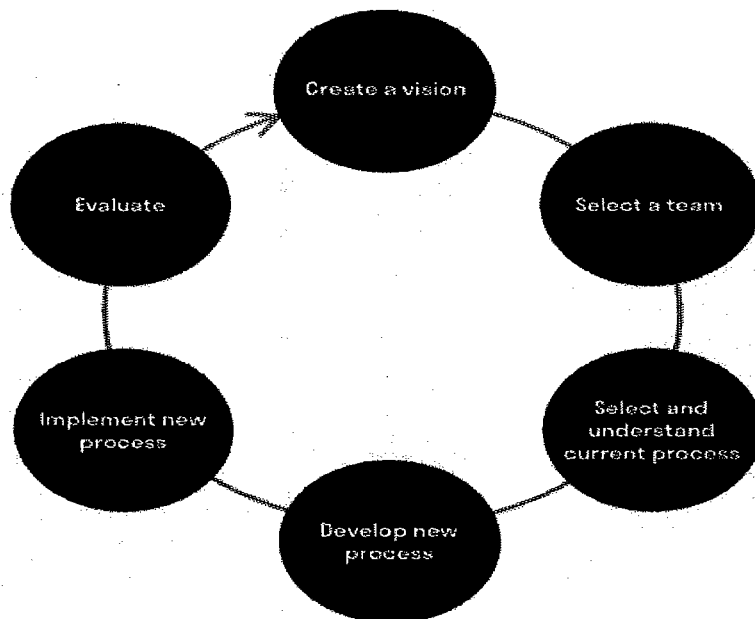 Create a vision
Select a team
Select and
understand
current process
Develop new
process
Implement new
process
Evaluate